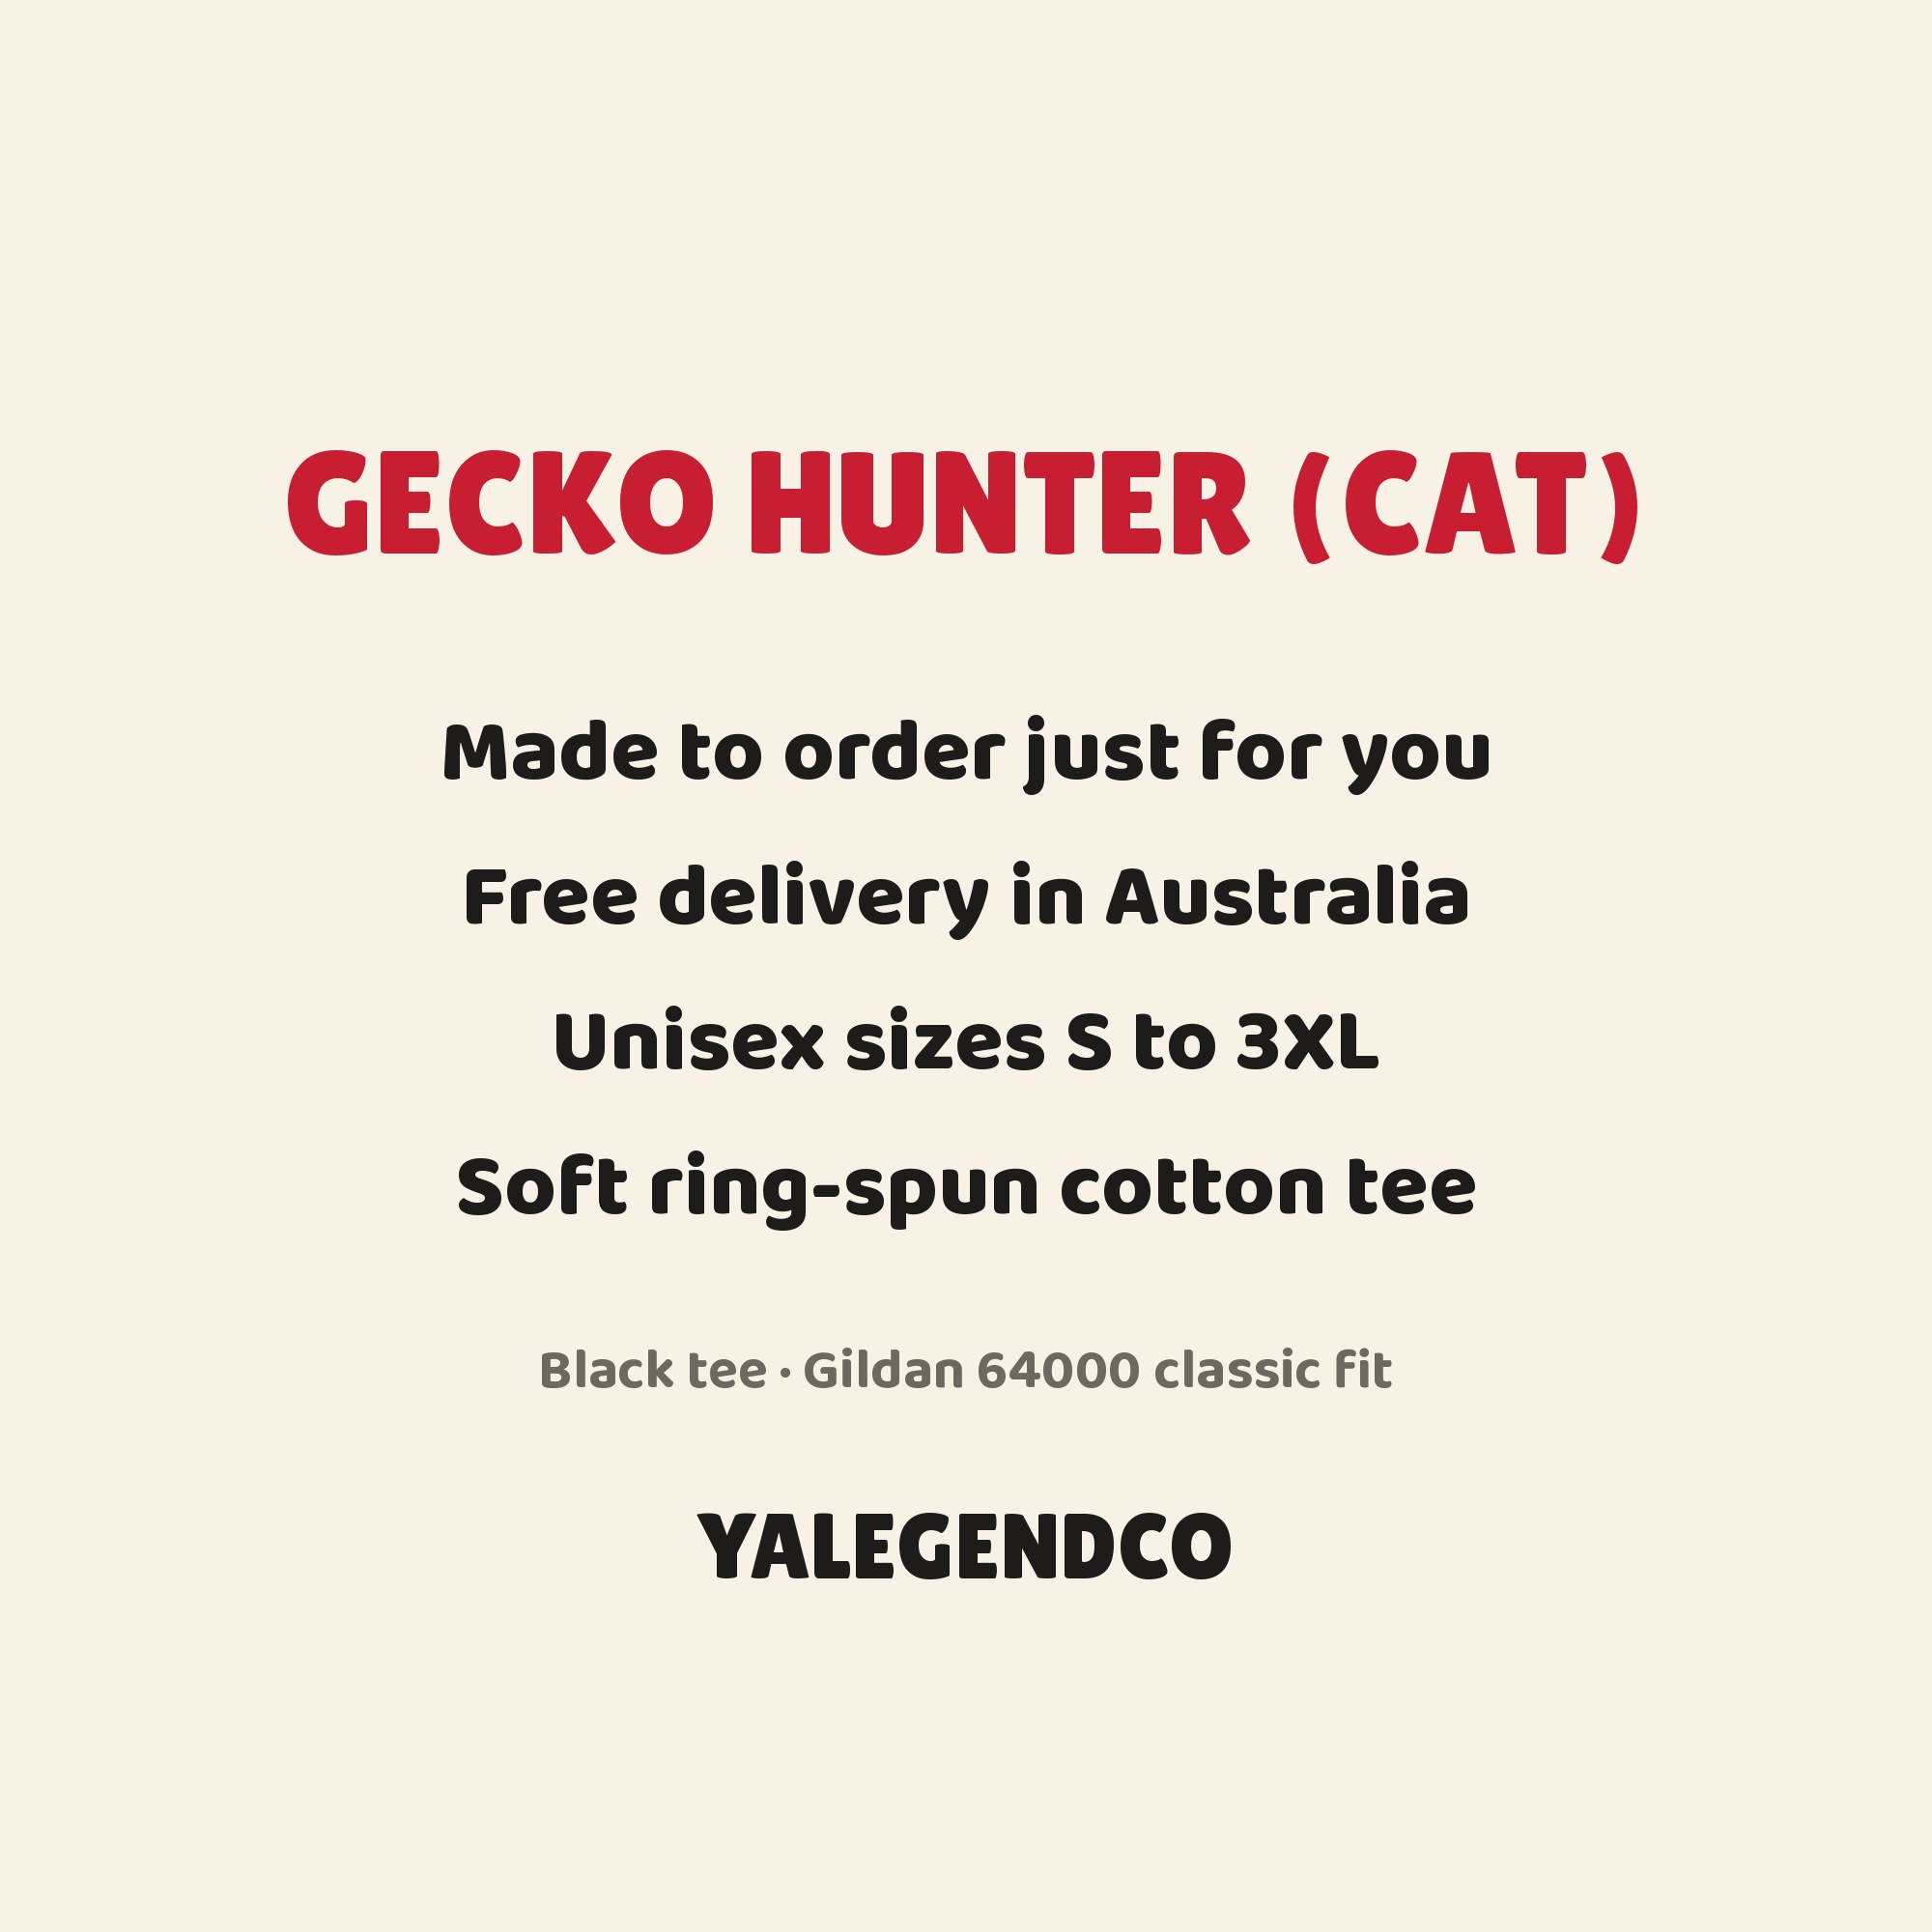 GECKO HUNTER (CAT)
Made to order just for you
Free delivery in Australia
Unisex sizes S to 3XL
Soft ring-spun cotton tee
Black tee · Gildan 64000 classic fit
YALEGENDCO